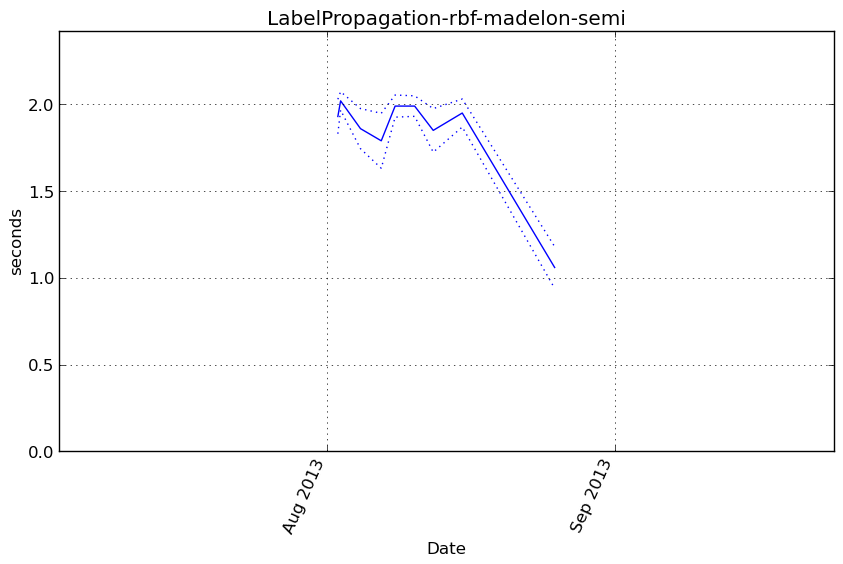 LabelPropagation-rbf-madelon-semi
2.0
1.5
1.0
0.5
0.0
seconds
Aug 2013
Sep 2013
Date